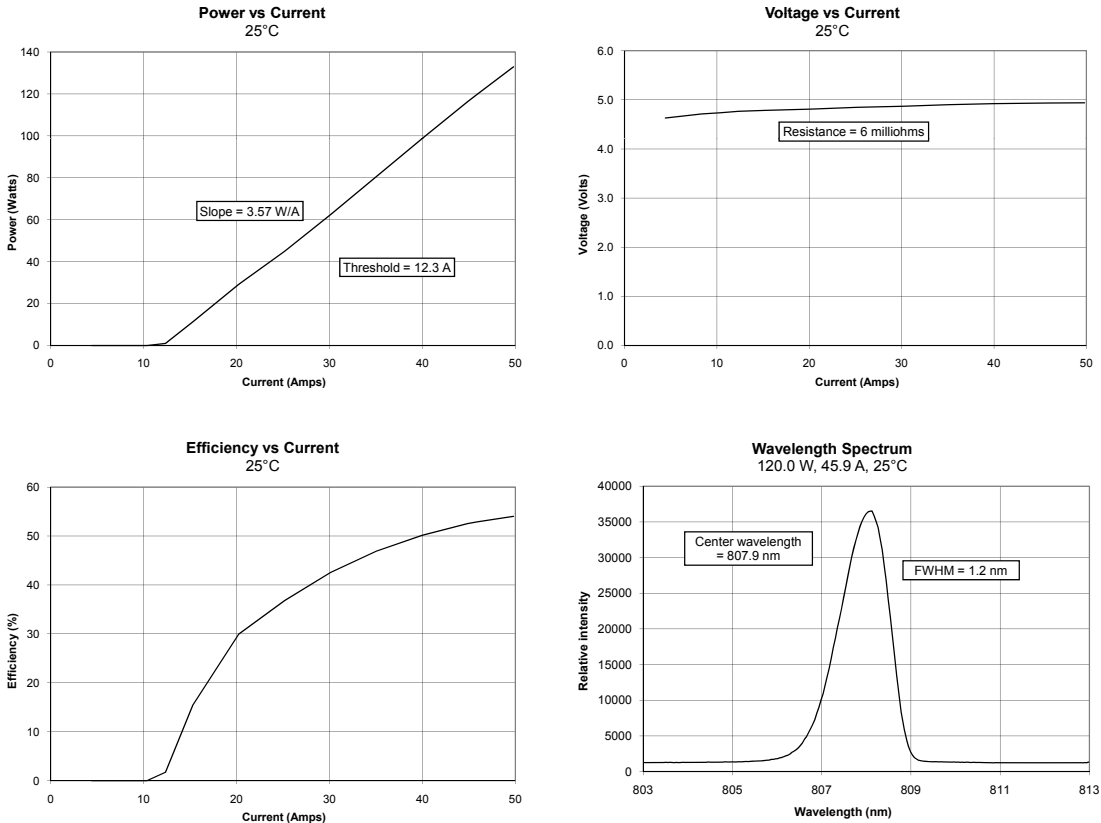 Power vs Current
25°C
140
120
100
80
60
40
20
0
Power (Watts)
Slope = 3.57 W/A
Threshold = 12.3 A
0 10 20 30 40 50
Current (Amps)
Voltage vs Current
25°C
6.0
5.0
4.0
3.0
2.0
1.0
0.0
Voltage (Volts)
Resistance = 6 milliohms
0 10 20 30 40 50
Current (Amps)
Efficiency vs Current
25°C
60
50
40
30
20
10
0
Efficiency (%)
0 10 20 30 40 50
Current (Amps)
Wavelength Spectrum
120.0 W, 45.9 A, 25°C
40000
35000
30000
25000
20000
15000
10000
5000
0
Relative intensity
Center wavelength
= 807.9 nm
FWHM = 1.2 nm
803 805 807 809 811 813
Wavelength (nm)